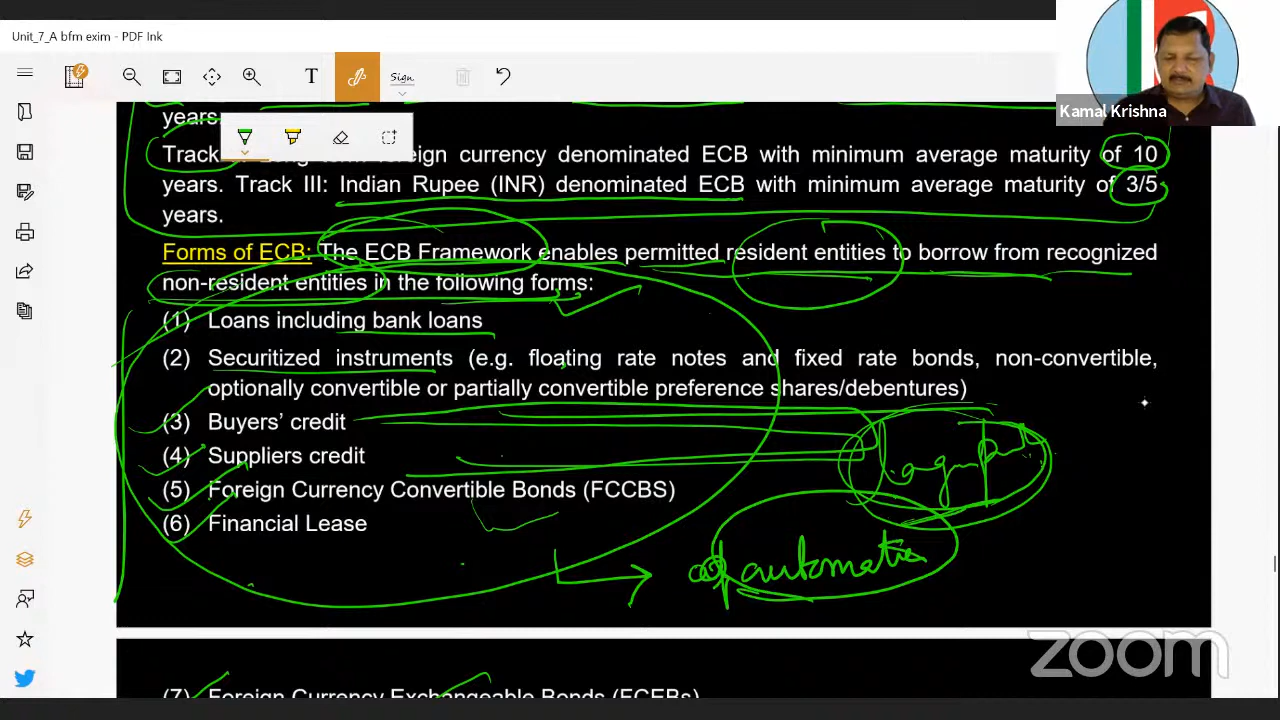 Unit_7_A bfm exim - PDF Ink
T
Sign
Kamal Krishna
years.
Track foreign currency denominated ECB with minimum average maturity of 10
years. Track III: Indian Rupee (INR) denominated ECB with minimum average maturity of 3/5
years.
Forms of ECB: The ECB Framework enables permitted resident entities to borrow from recognized
non-resident entities in the following forms:
(1) Loans including bank loans
(2) Securitized instruments (e.g. floating rate notes and fixed rate bonds, non-convertible,
optionally convertible or partially convertible preference shares/debentures)
(3) Buyers' credit
(4) Suppliers credit
(5) Foreign Currency Convertible Bonds (FCCBS)
(6) Financial Lease
automatic
zoom
(7) Foreign Currency Exchangeable Bonds (FCEBs)